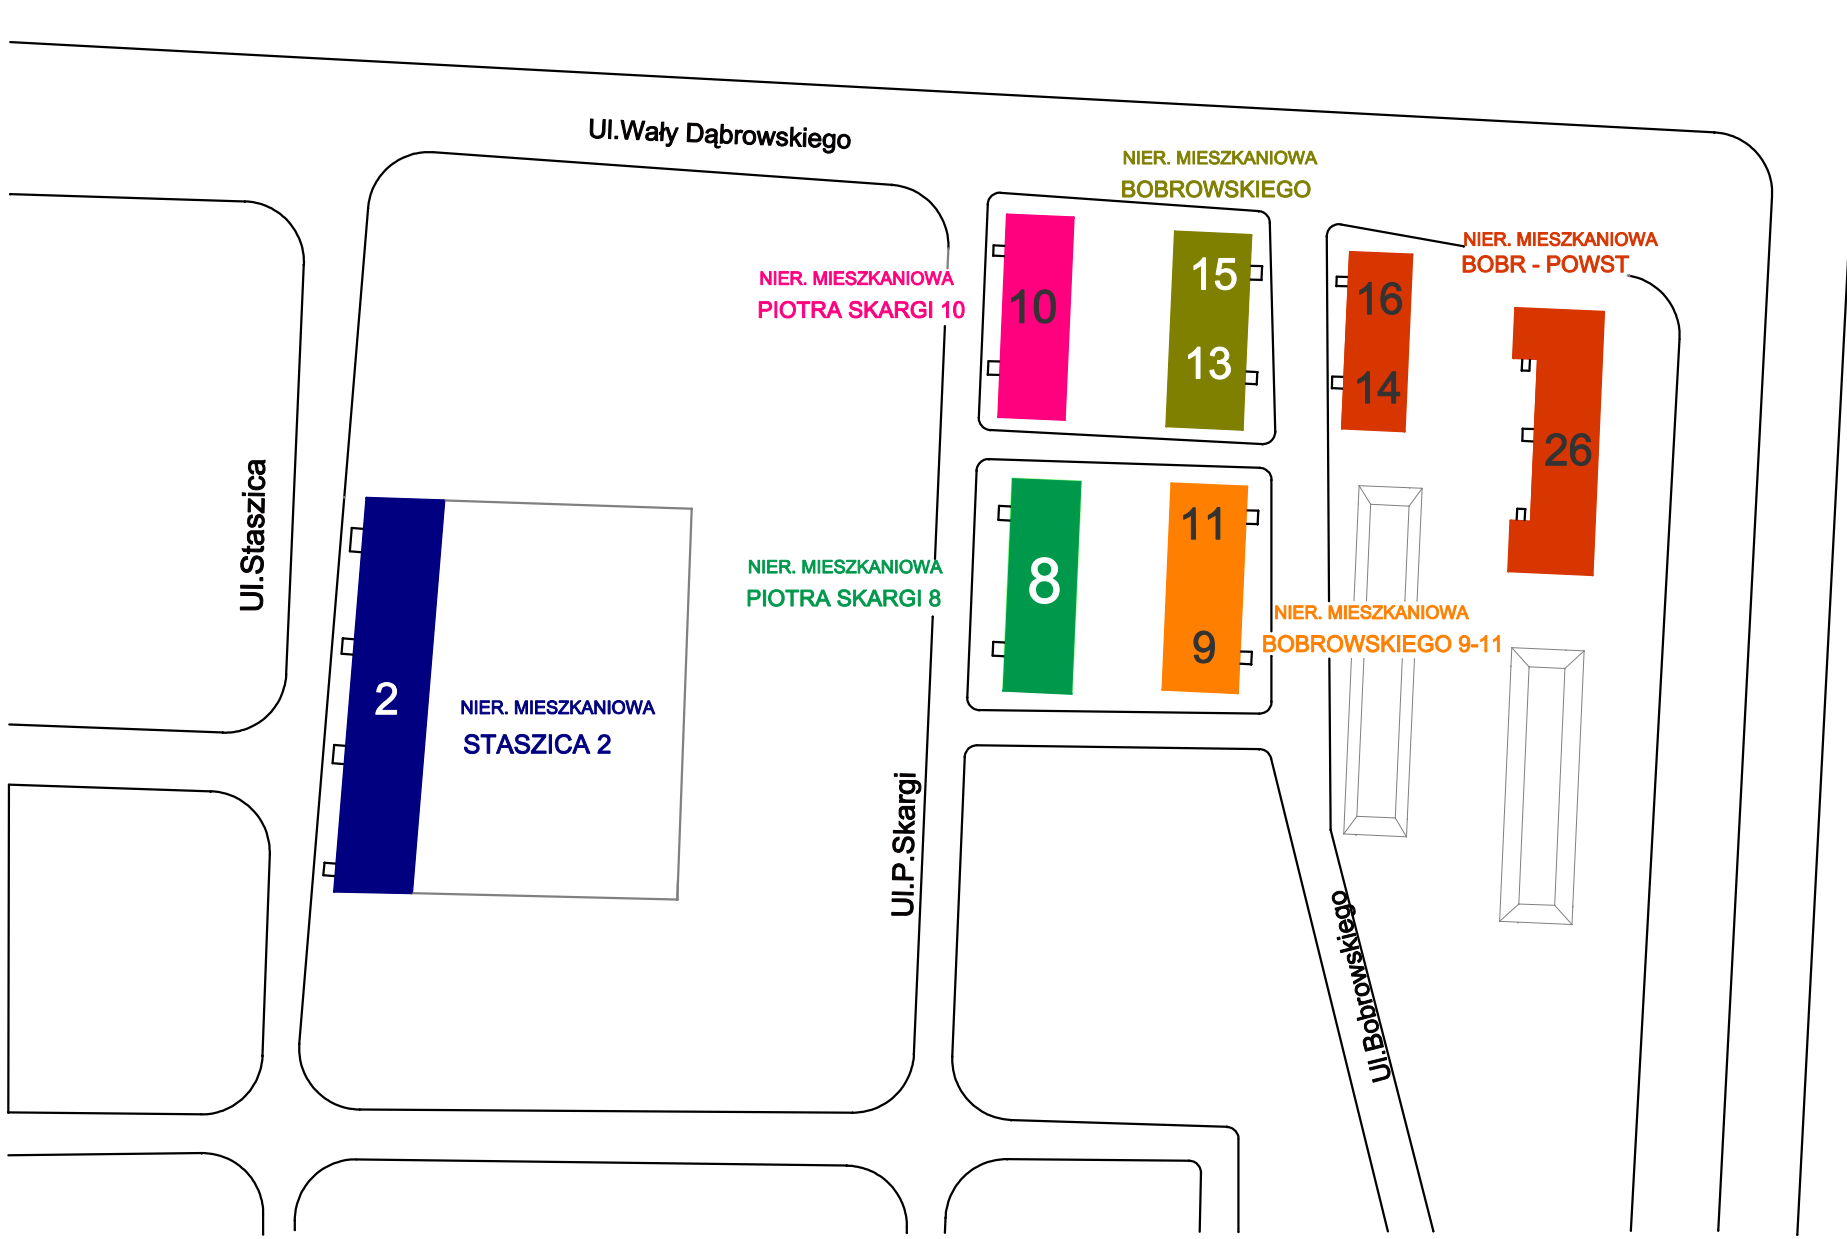 Ul.Wały Dąbrowskiego
NIER. MIESZKANIOWA
BOBROWSKIEGO
NIER. MIESZKANIOWA
BOBR - POWST
NIER. MIESZKANIOWA
PIOTRA SKARGI 10
10
15
13
16
14
26
Ul.Staszica
NIER. MIESZKANIOWA
PIOTRA SKARGI 8
8
11
9
NIER. MIESZKANIOWA
BOBROWSKIEGO 9-11
2
NIER. MIESZKANIOWA
STASZICA 2
Ul.P.Skargi
Ul.Bobrowskiego